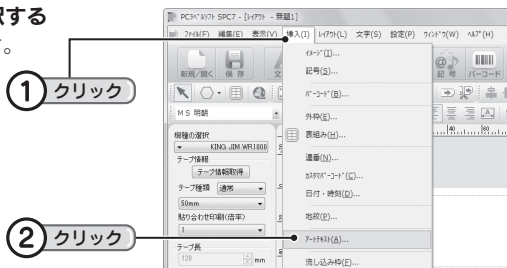 択する
。
PCラベルソフト SPC7 - [レイアウト - 無題1]
ファイル(F) 編集(E) 表示(V) 挿入(I) レイアウト(L) 文字(S) 設定(P) ウィンドウ(W) ヘルプ(H)
新規/開く 保存 文 記号 バーコード
① クリック
イメージ(I)...
記号(S)...
バーコード(B)...
外枠(E)...
表組み(H)...
連番(N)...
カスタムバーコード(C)...
日付・時刻(D)...
地紋(P)...
アートテキスト(A)...
流し込み枠(F)...
40 60
M S 明朝
機種の選択
KING JIM WR1000
テープ情報
テープ情報取得
テープ種類 通常
50mm
貼り合わせ印刷(倍率)
1
② クリック
テープ長
128 mm